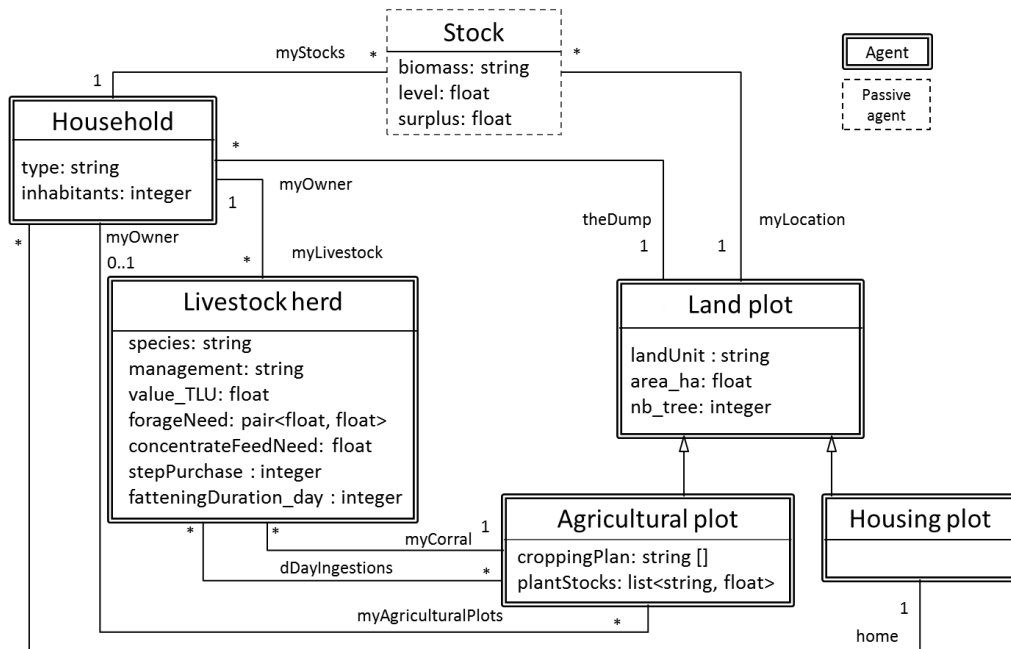 Stock
biomass: string
level: float
surplus: float
Agent
Passive
agent
myStocks
*
*
1
Household
type: string
inhabitants: integer
*
myOwner
1
theDump
myLocation
*
myOwner
0..1
*
myLivestock
1
1
Livestock herd
species: string
management: string
value_TLU: float
forageNeed: pair<float, float>
concentrateFeedNeed: float
stepPurchase : integer
fatteningDuration_day : integer
Land plot
landUnit : string
area_ha: float
nb_tree: integer
*
*
1
myCorral
dDayIngestions
*
Agricultural plot
croppingPlan: string []
plantStocks: list<string, float>
Housing plot
myAgriculturalPlots
*
1
home